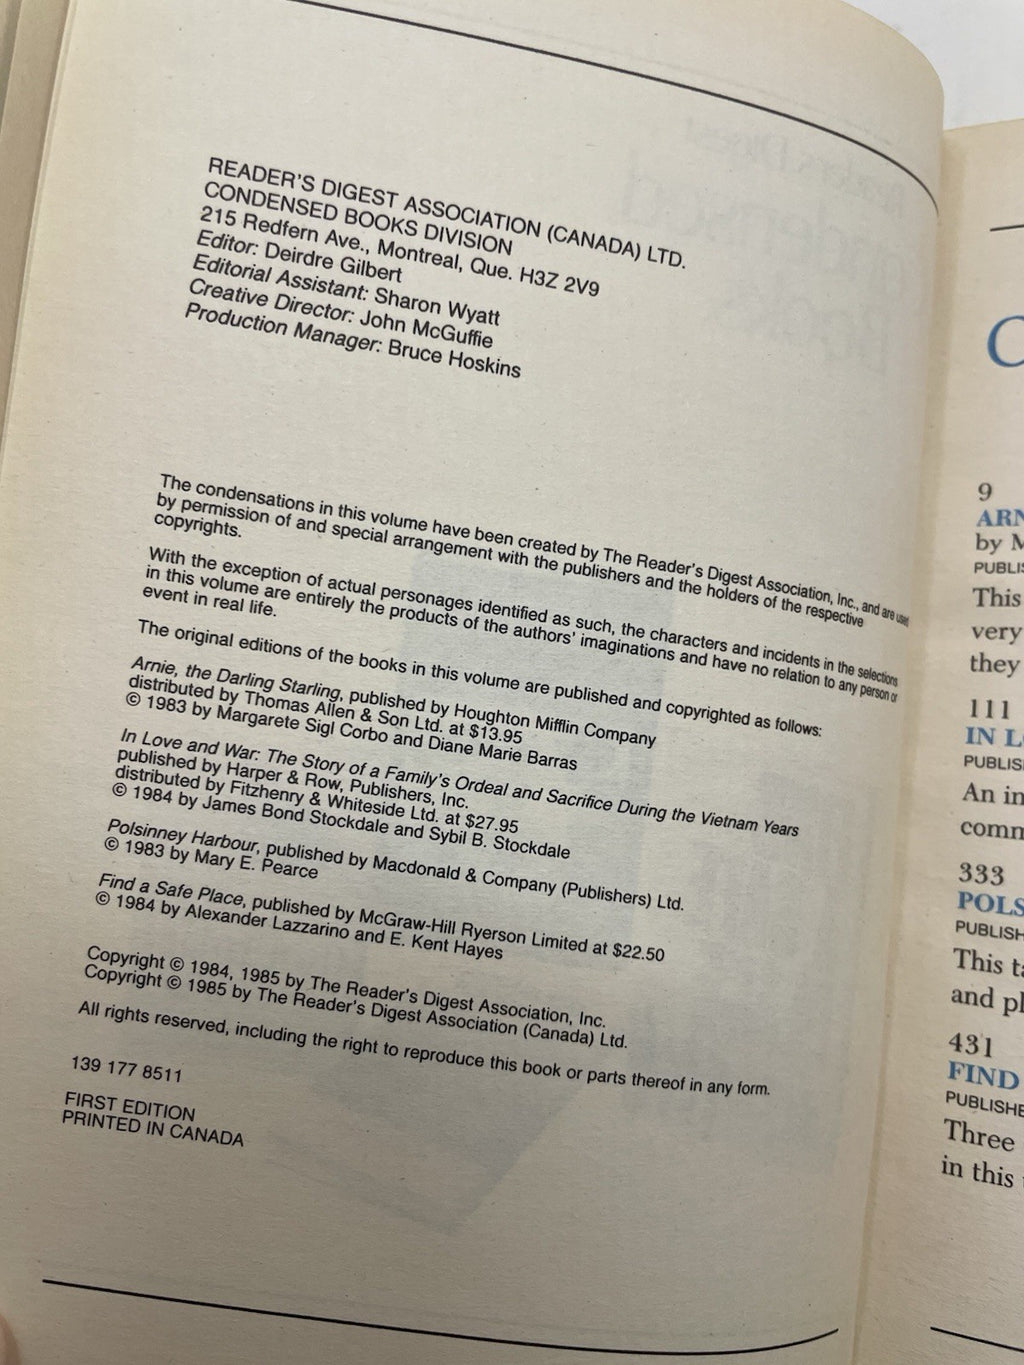 READER'S DIGEST ASSOCIATION (CANADA) LTD.
CONDENSED BOOKS DIVISION
215 Redfern Ave., Montreal, Que. H3Z 2V9
Editor: Deirdre Gilbert
Editorial Assistant: Sharon Wyatt
Creative Director: John McGuffie
Production Manager: Bruce Hoskins
The condensations in this volume have been created by The Reader's Digest Association, Inc., and are used
by permission of and special arrangement with the publishers and the holders of the respective
copyrights.
With the exception of actual personages identified as such, the characters and incidents in the selections
in this volume are entirely the products of the authors' imaginations and have no relation to any person or
event in real life.
The original editions of the books in this volume are published and copyrighted as follows:
Arnie, the Darling Starling, published by Houghton Mifflin Company
distributed by Thomas Allen & Son Ltd. at $13.95
© 1983 by Margarete Sigl Corbo and Diane Marie Barras
In Love and War: The Story of a Family's Ordeal and Sacrifice During the Vietnam Years
published by Harper & Row, Publishers, Inc.
distributed by Fitzhenry & Whiteside Ltd. at $27.95
© 1984 by James Bond Stockdale and Sybil B. Stockdale
Polsinney Harbour, published by Macdonald & Company (Publishers) Ltd.
© 1983 by Mary E. Pearce
Find a Safe Place, published by McGraw-Hill Ryerson Limited at $22.50
© 1984 by Alexander Lazzarino and E. Kent Hayes
Copyright © 1984, 1985 by The Reader's Digest Association, Inc.
Copyright © 1985 by The Reader's Digest Association (Canada) Ltd.
All rights reserved, including the right to reproduce this book or parts thereof in any form.
139 177 8511
FIRST EDITION
PRINTED IN CANADA
9
by
This
very
they
111
IN
An
333
This
and
431
FIND
Three
in this